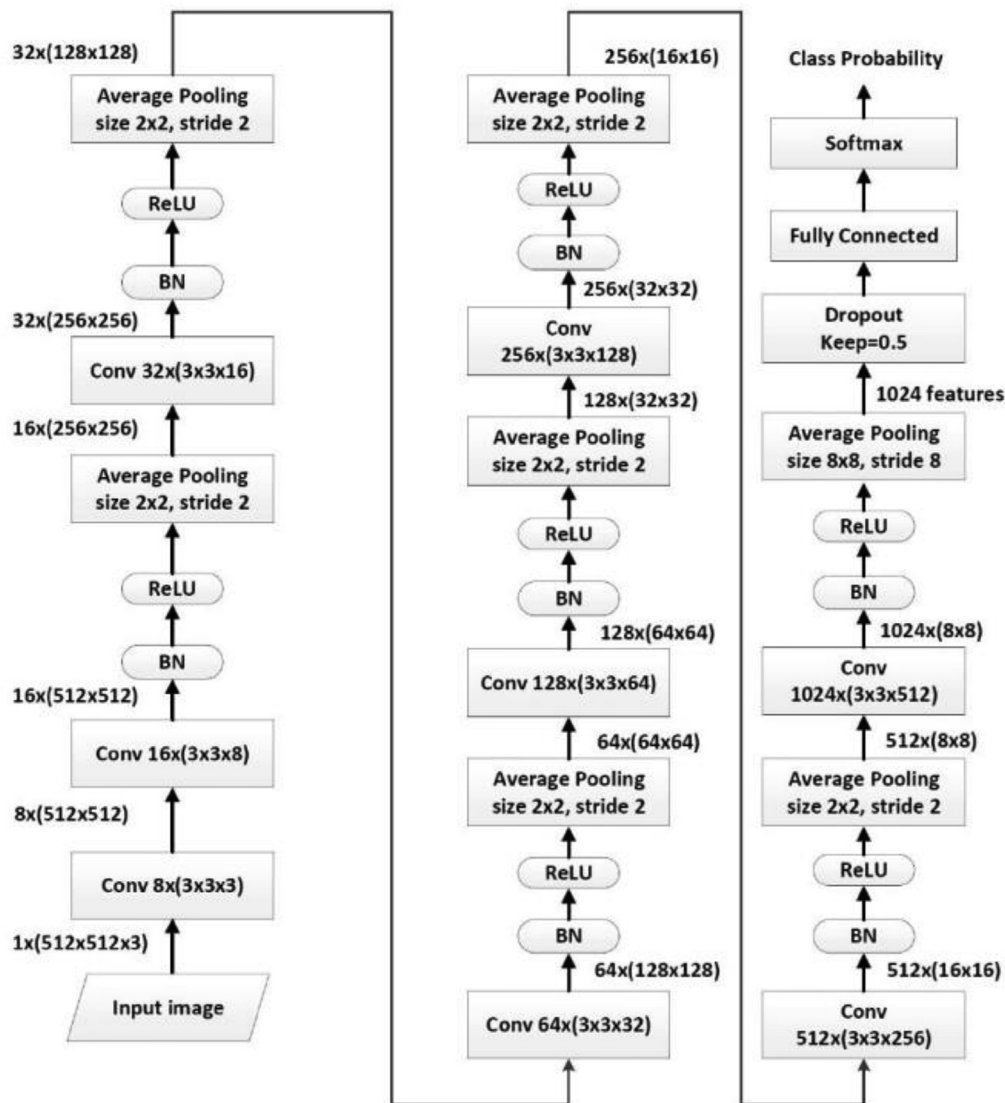 32x(128x128)
Average Pooling
size 2x2, stride 2
ReLU
BN
32x(256x256)
Conv 32x(3x3x16)
16x(256x256)
Average Pooling
size 2x2, stride 2
ReLU
BN
16x(512x512)
Conv 16x(3x3x8)
8x(512x512)
Conv 8x(3x3x3)
1x(512x512x3)
Input image
256x(16x16)
Average Pooling
size 2x2, stride 2
ReLU
BN
256x(32x32)
Conv
256x(3x3x128)
128x(32x32)
Average Pooling
size 2x2, stride 2
ReLU
BN
128x(64x64)
Conv 128x(3x3x64)
64x(64x64)
Average Pooling
size 2x2, stride 2
ReLU
BN
64x(128x128)
Conv 64x(3x3x32)
Class Probability
Softmax
Fully Connected
Dropout
Keep=0.5
1024 features
Average Pooling
size 8x8, stride 8
ReLU
BN
1024x(8x8)
Conv
1024x(3x3x512)
512x(8x8)
Average Pooling
size 2x2, stride 2
ReLU
BN
512x(16x16)
Conv
512x(3x3x256)